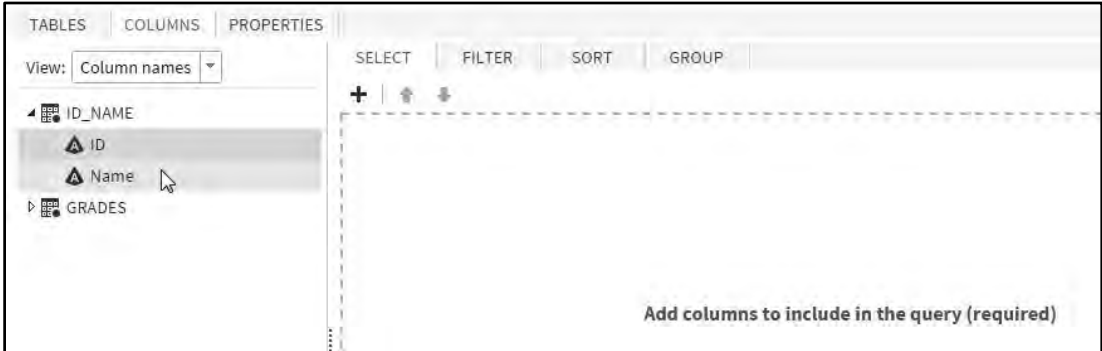 TABLES COLUMNS PROPERTIES
View: Column names
ID_NAME
A ID
A Name
GRADES
SELECT FILTER SORT GROUP
Add columns to include in the query (required)